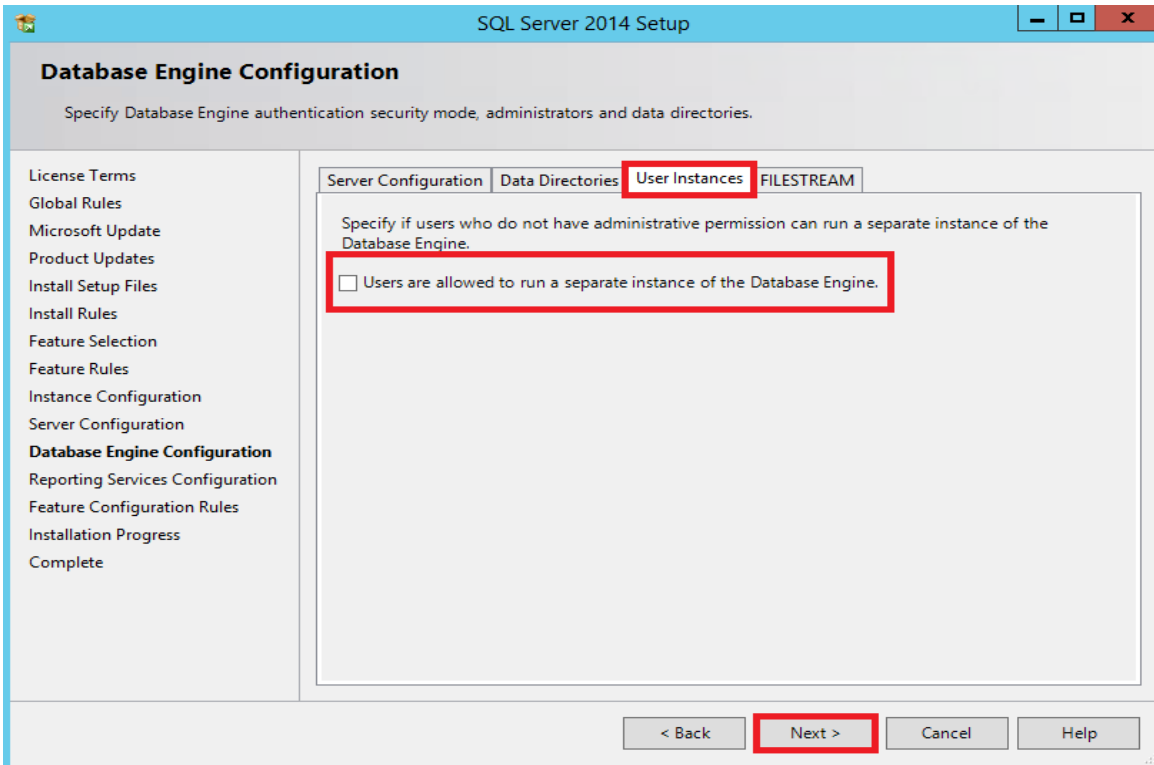 SQL Server 2014 Setup
Database Engine Configuration
Specify Database Engine authentication security mode, administrators and data directories.
License Terms
Global Rules
Microsoft Update
Product Updates
Install Setup Files
Install Rules
Feature Selection
Feature Rules
Instance Configuration
Server Configuration
Database Engine Configuration
Reporting Services Configuration
Feature Configuration Rules
Installation Progress
Complete
Server Configuration Data Directories User Instances FILESTREAM
Specify if users who do not have administrative permission can run a separate instance of the
Database Engine.
Users are allowed to run a separate instance of the Database Engine.
< Back Next > Cancel Help